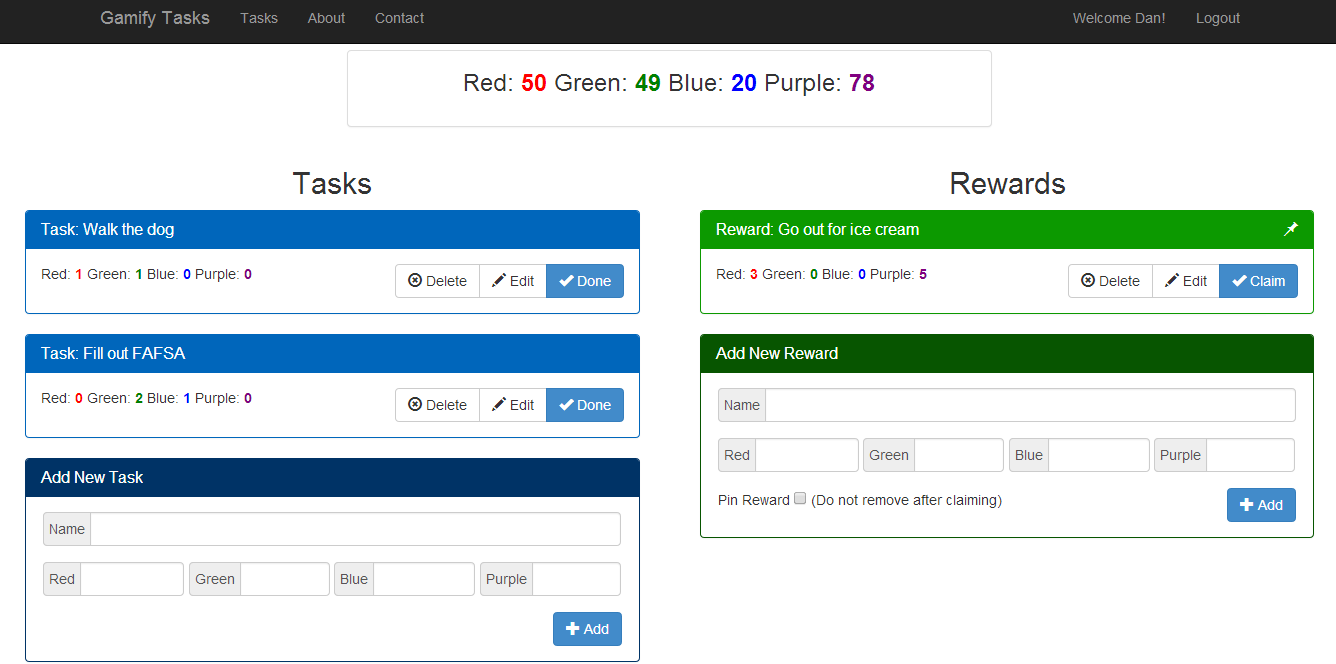 Gamify Tasks Tasks About Contact Welcome Dan! Logout
Red: 50 Green: 49 Blue: 20 Purple: 78
Tasks
Task: Walk the dog
Red: 1 Green: 1 Blue: 0 Purple: 0 Delete Edit Done
Task: Fill out FAFSA
Red: 0 Green: 2 Blue: 1 Purple: 0 Delete Edit Done
Add New Task
Name
Red Green Blue Purple
Add
Rewards
Reward: Go out for ice cream
Red: 3 Green: 0 Blue: 0 Purple: 5 Delete Edit Claim
Add New Reward
Name
Red Green Blue Purple
Pin Reward (Do not remove after claiming) Add